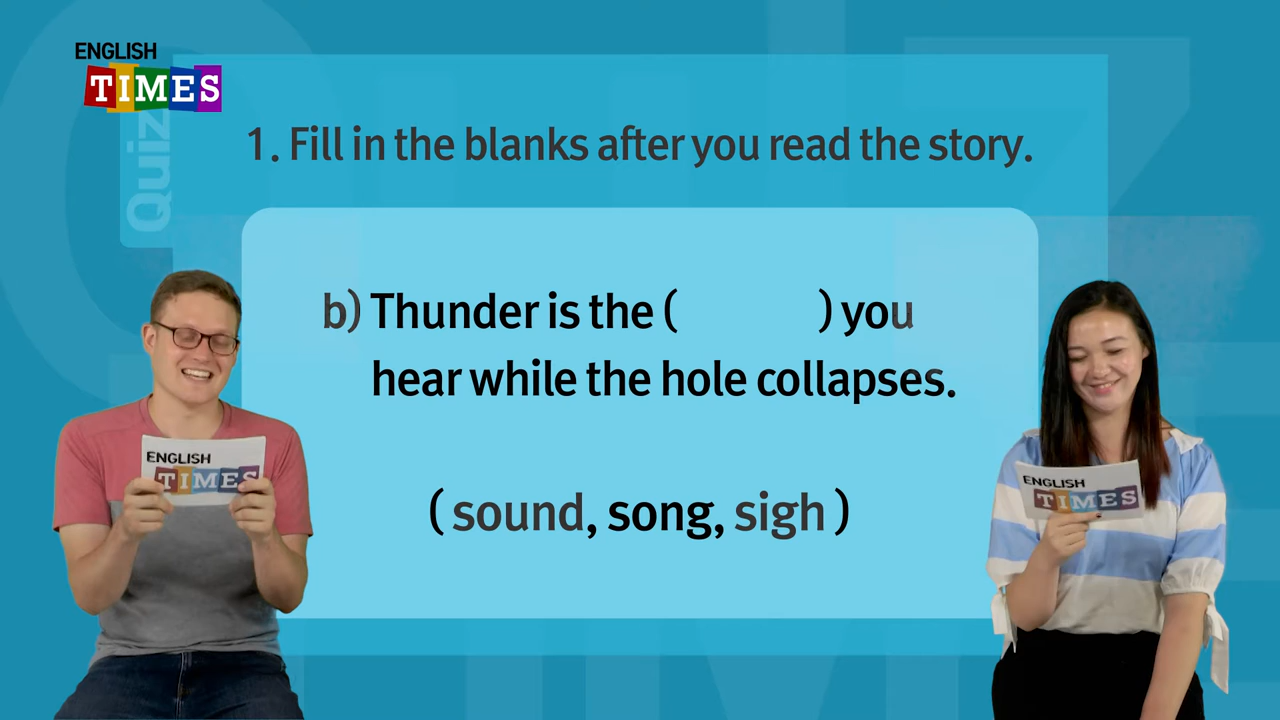 ENGLISH
TIMES
Quiz
1. Fill in the blanks after you read the story.
b) Thunder is the (          ) you
hear while the hole collapses.
( sound, song, sigh )
ENGLISH
TIMES
ENGLISH
TIMES